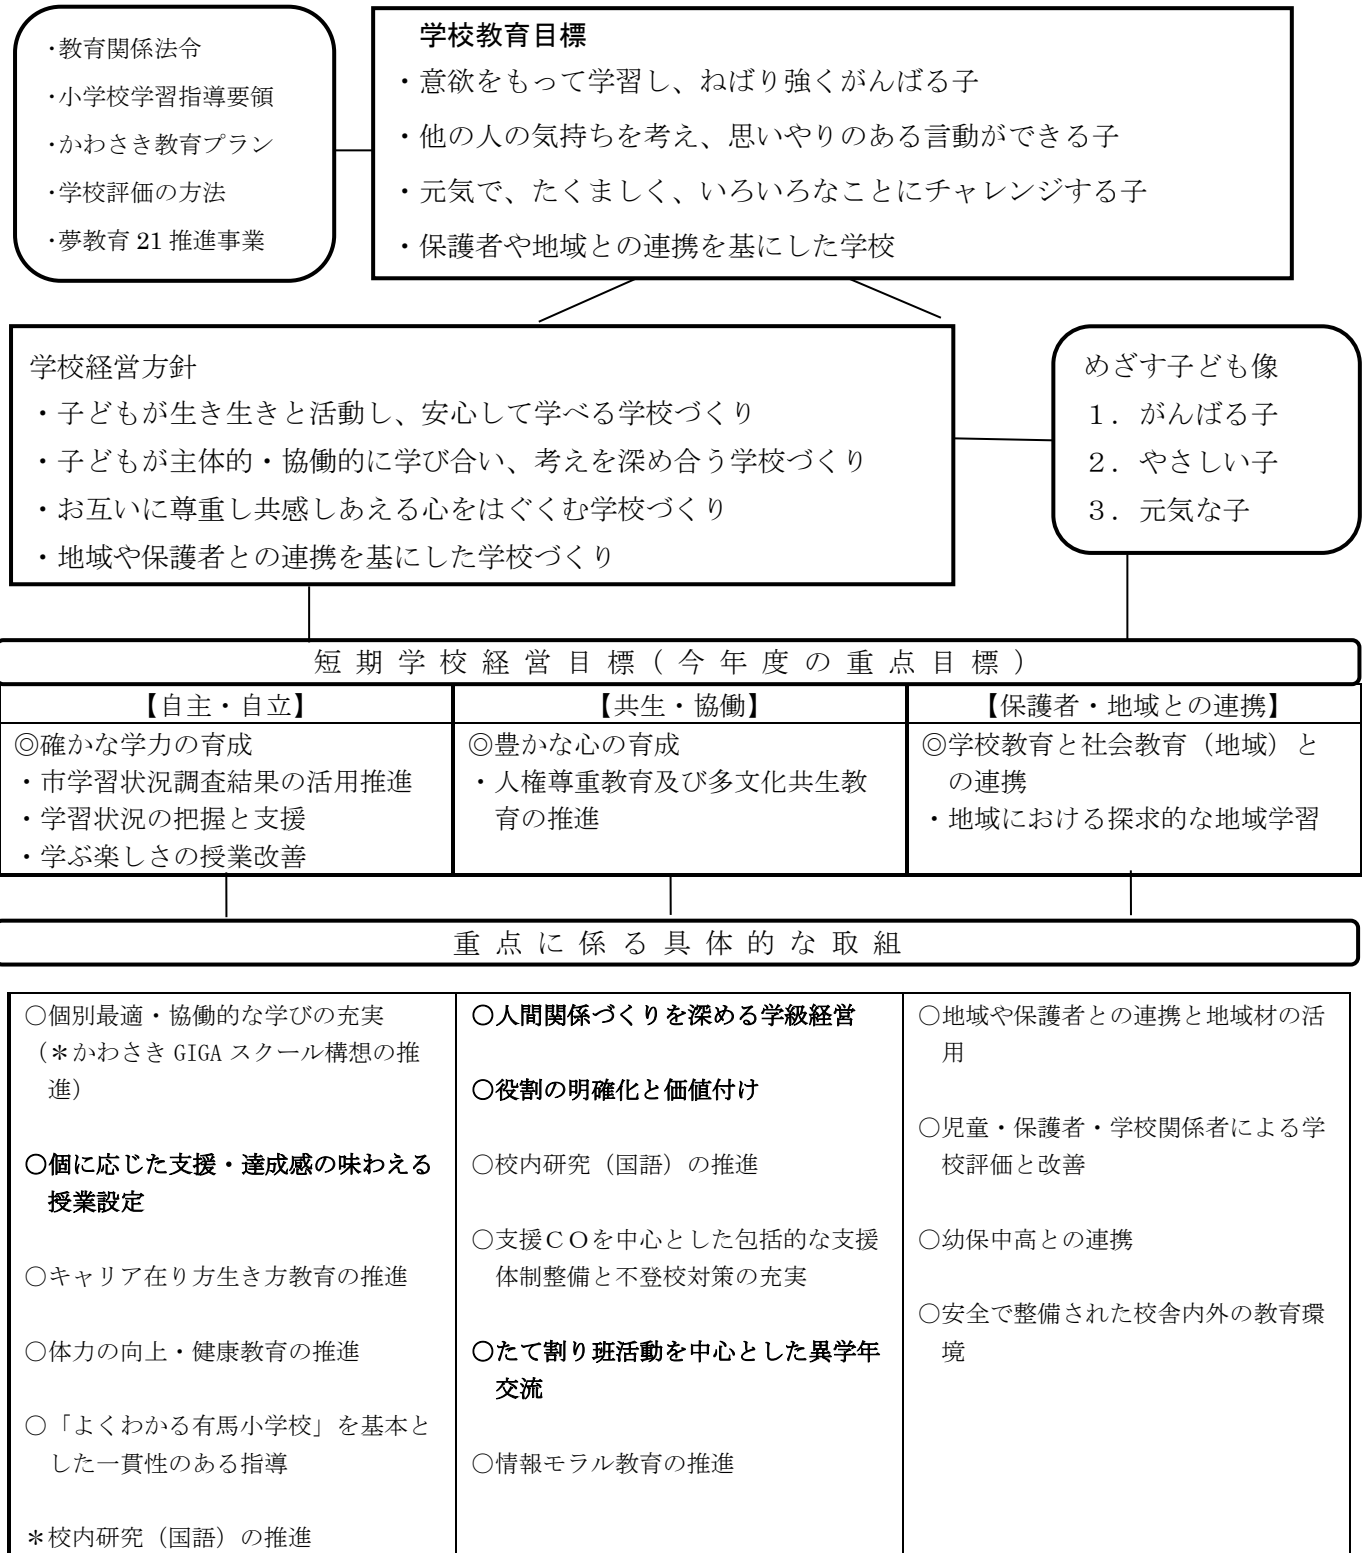 ・教育関係法令
・小学校学習指導要領
・かわさき教育プラン
・学校評価の方法
・夢教育 21 推進事業
学校教育目標
・意欲をもって学習し、ねばり強くがんばる子
・他の人の気持ちを考え、思いやりのある言動ができる子
・元気で、たくましく、いろいろなことにチャレンジする子
・保護者や地域との連携を基にした学校
学校経営方針
・子どもが生き生きと活動し、安心して学べる学校づくり
・子どもが主体的・協働的に学び合い、考えを深め合う学校づくり
・お互いに尊重し共感しあえる心をはぐくむ学校づくり
・地域や保護者との連携を基にした学校づくり
めざす子ども像
１．がんばる子
２．やさしい子
３．元気な子
短期学校経営目標（今年度の重点目標）
【自主・自立】
◎確かな学力の育成
・市学習状況調査結果の活用推進
・学習状況の把握と支援
・学ぶ楽しさの授業改善
【共生・協働】
◎豊かな心の育成
・人権尊重教育及び多文化共生教
育の推進
【保護者・地域との連携】
◎学校教育と社会教育（地域）と
の連携
・地域における探求的な地域学習
重点に係る具体的な取組
○個別最適・協働的な学びの充実
（＊かわさき GIGA スクール構想の推
進）
○個に応じた支援・達成感の味わえる
授業設定
○キャリア在り方生き方教育の推進
○体力の向上・健康教育の推進
○「よくわかる有馬小学校」を基本と
した一貫性のある指導
＊校内研究（国語）の推進
○人間関係づくりを深める学級経営
○役割の明確化と価値付け
○校内研究（国語）の推進
○支援ＣＯを中心とした包括的な支援
体制整備と不登校対策の充実
○たて割り班活動を中心とした異学年
交流
○情報モラル教育の推進
○地域や保護者との連携と地域材の活
用
○児童・保護者・学校関係者による学
校評価と改善
○幼保中高との連携
○安全で整備された校舎内外の教育環
境